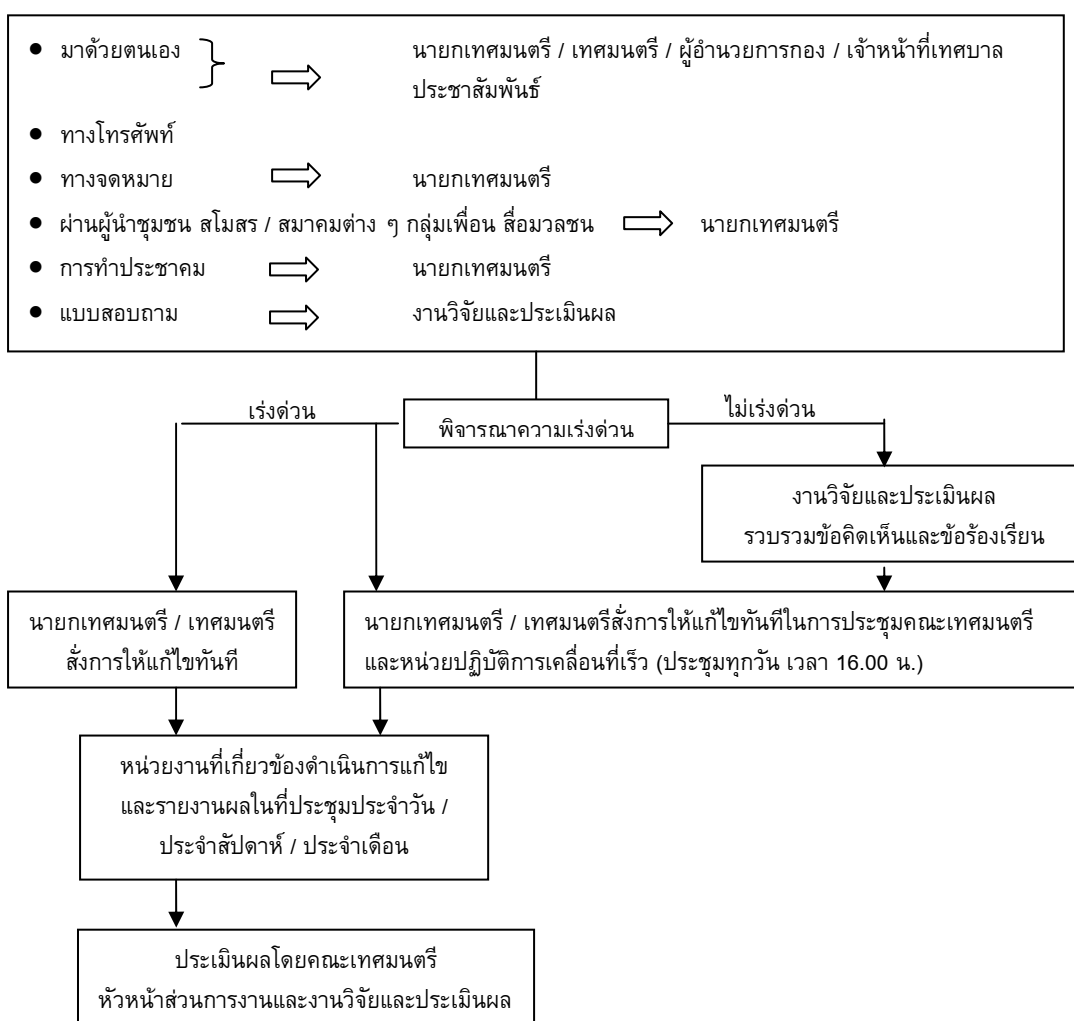 ● มาด้วยตนเอง นายกเทศมนตรี / เทศมนตรี / ผู้อำนวยการกอง / เจ้าหน้าที่เทศบาล
ประชาสัมพันธ์
● ทางโทรศัพท์
● ทางจดหมาย นายกเทศมนตรี
● ผ่านผู้นำชุมชน สโมสร / สมาคมต่าง ๆ กลุ่มเพื่อน สื่อมวลชน นายกเทศมนตรี
● การทำประชาคม นายกเทศมนตรี
● แบบสอบถาม งานวิจัยและประเมินผล
เร่งด่วน
พิจารณาความเร่งด่วน
ไม่เร่งด่วน
งานวิจัยและประเมินผล
รวบรวมข้อคิดเห็นและข้อร้องเรียน
นายกเทศมนตรี / เทศมนตรี
สั่งการให้แก้ไขทันที
นายกเทศมนตรี / เทศมนตรีสั่งการให้แก้ไขทันทีในการประชุมคณะเทศมนตรี
และหน่วยปฏิบัติการเคลื่อนที่เร็ว (ประชุมทุกวัน เวลา 16.00 น.)
หน่วยงานที่เกี่ยวข้องดำเนินการแก้ไข
และรายงานผลในที่ประชุมประจำวัน /
ประจำสัปดาห์ / ประจำเดือน
ประเมินผลโดยคณะเทศมนตรี
หัวหน้าส่วนการงานและงานวิจัยและประเมินผล